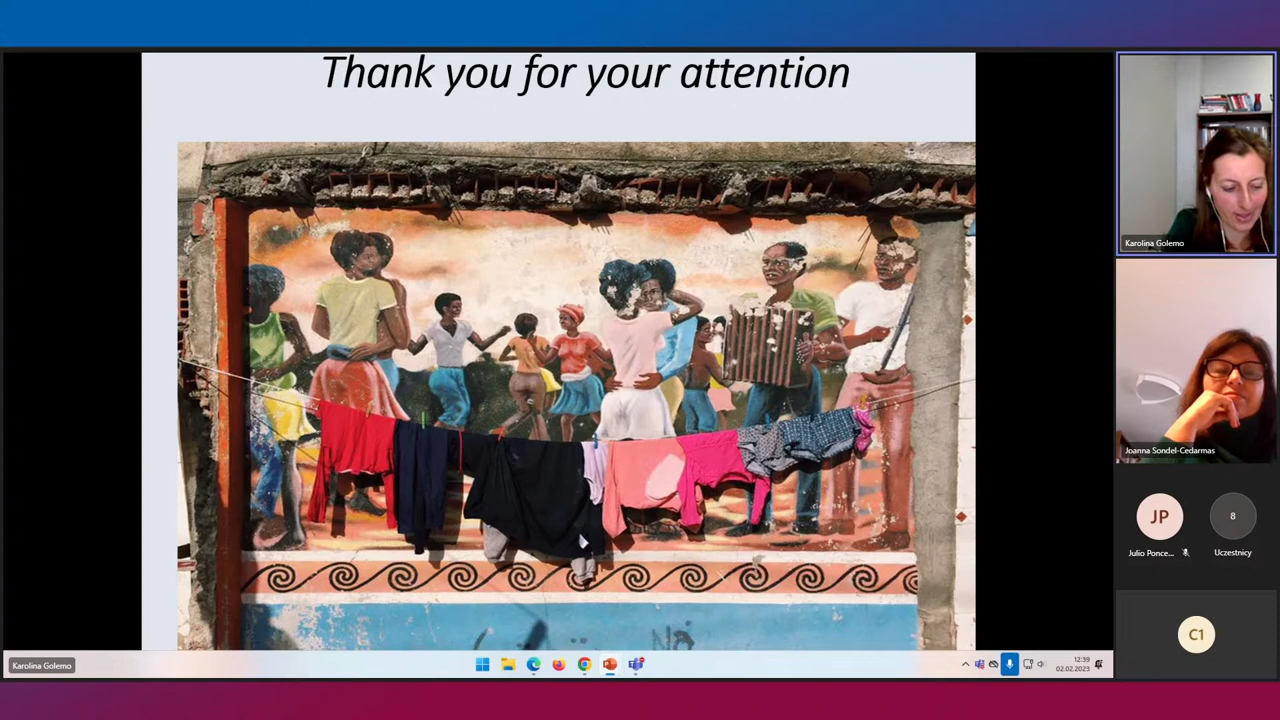 Thank you for your attention
Karolina Golemo
Joanna Sondel-Cedarmas
JP
8
Julio Ponce...
Uczestnicy
C1
Karolina Golemo
12:39
02.02.2023